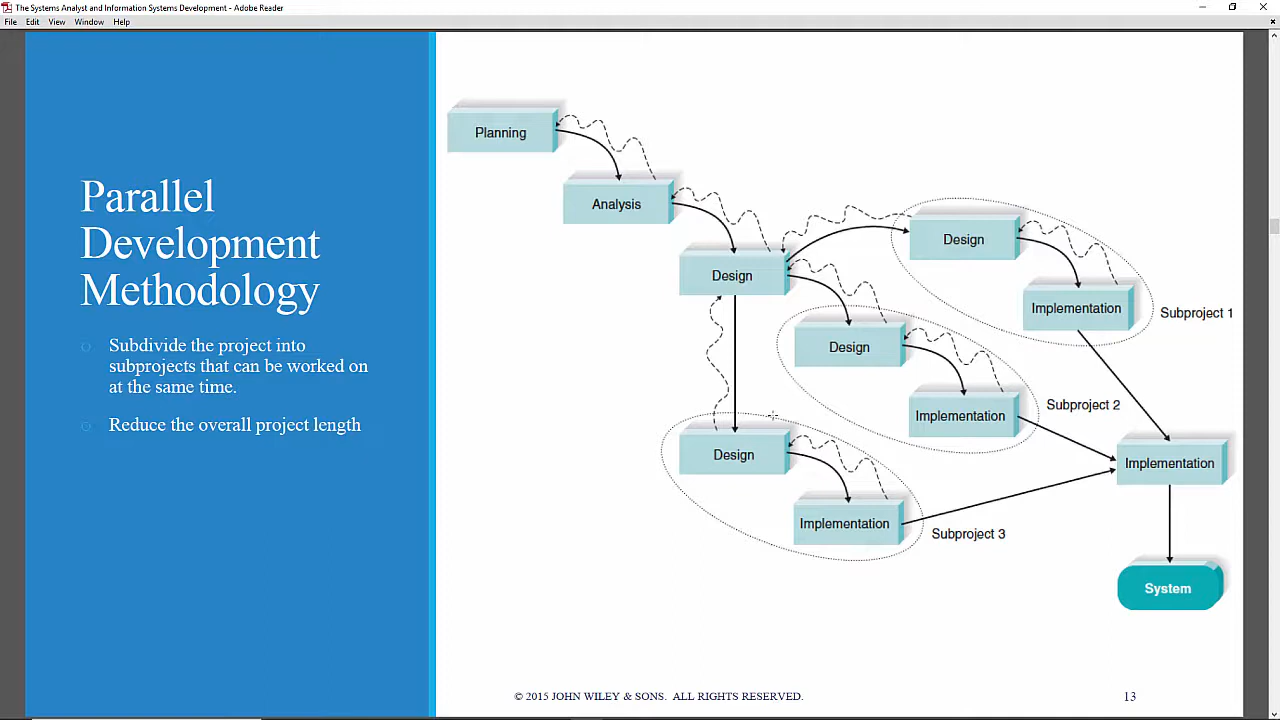 The Systems Analyst and Information Systems Development - Adobe Reader
File Edit View Window Help
Parallel
Development
Methodology
Subdivide the project into
subprojects that can be worked on
at the same time.
Reduce the overall project length
Planning
Analysis
Design
Design
Implementation
Subproject 1
Design
Implementation
Subproject 2
Design
Implementation
Subproject 3
Implementation
System
© 2015 JOHN WILEY & SONS. ALL RIGHTS RESERVED.
13